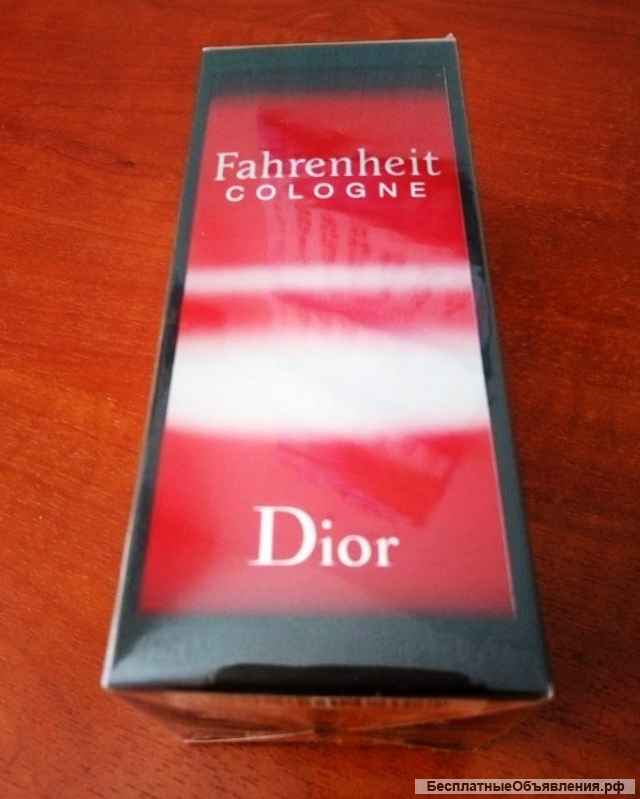 Fahrenheit
COLOGNE
Dior
БесплатныеОбъявления.рф